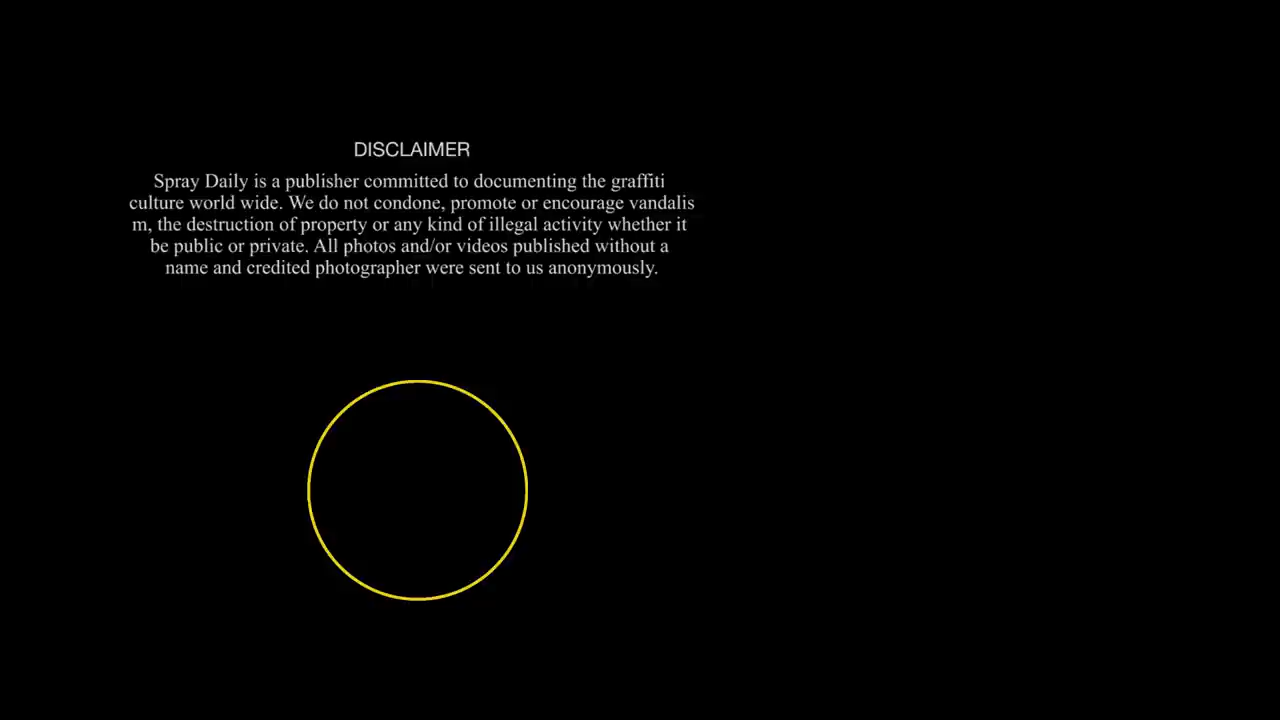 DISCLAIMER
Spray Daily is a publisher committed to documenting the graffiti
culture world wide. We do not condone, promote or encourage vandalis
m, the destruction of property or any kind of illegal activity whether it
be public or private. All photos and/or videos published without a
name and credited photographer were sent to us anonymously.